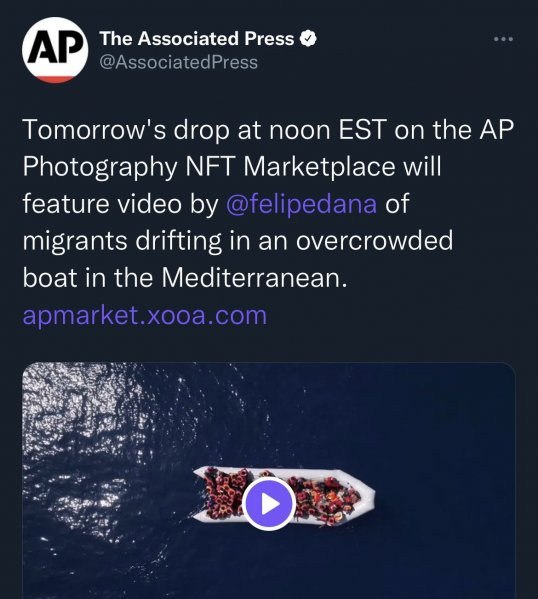 AP
The Associated Press
@AssociatedPress
Tomorrow's drop at noon EST on the AP
Photography NFT Marketplace will
feature video by @felipedana of
migrants drifting in an overcrowded
boat in the Mediterranean.
apmarket.xooa.com